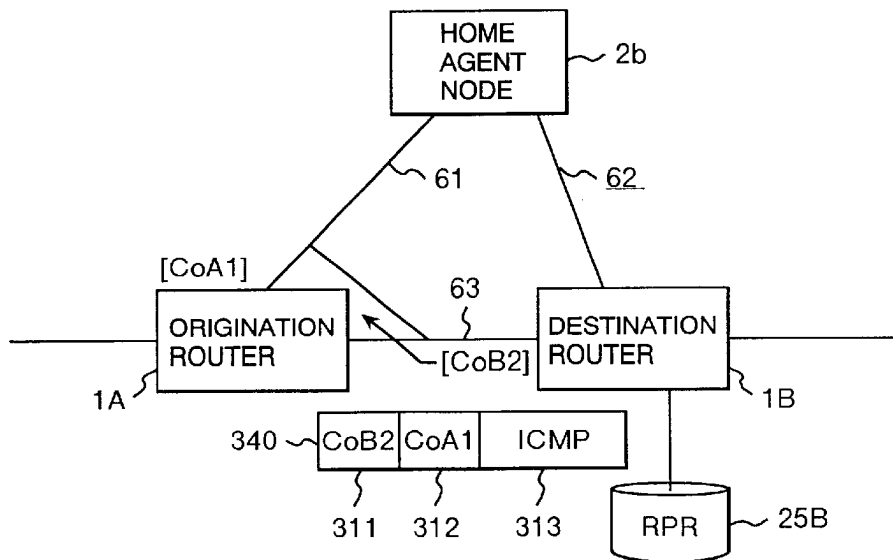 HOME
AGENT
NODE
2b
61
62
[CoA1]
63
ORIGINATION
ROUTER
DESTINATION
ROUTER
[CoB2]
1A
1B
340
CoB2
CoA1
ICMP
311
312
313
RPR
25B